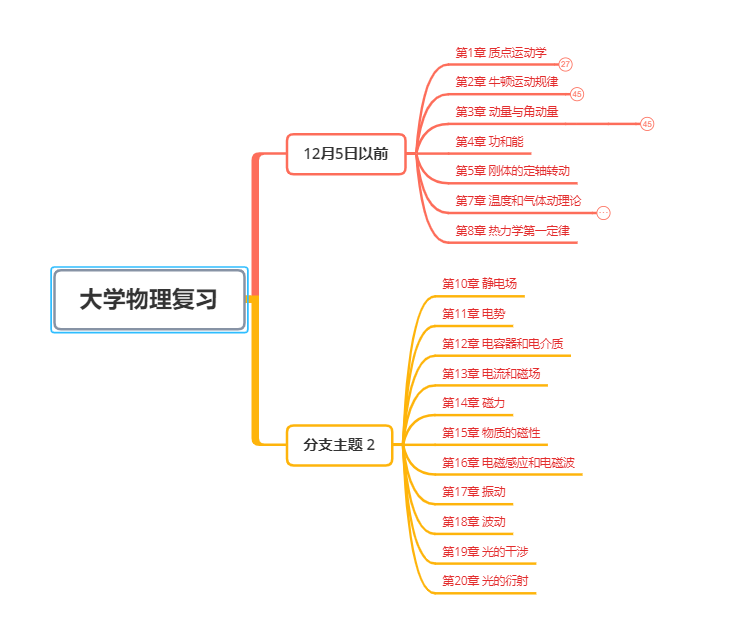 大学物理复习
12月5日以前
第1章 质点运动学
27
第2章 牛顿运动规律
45
第3章 动量与角动量
46
第4章 功和能
第5章 刚体的定轴转动
第7章 温度和气体动理论
...
第8章 热力学第一定律
分支主题 2
第10章 静电场
第11章 电势
第12章 电容器和电介质
第13章 电流和磁场
第14章 磁力
第15章 物质的磁性
第16章 电磁感应和电磁波
第17章 振动
第18章 波动
第19章 光的干涉
第20章 光的衍射